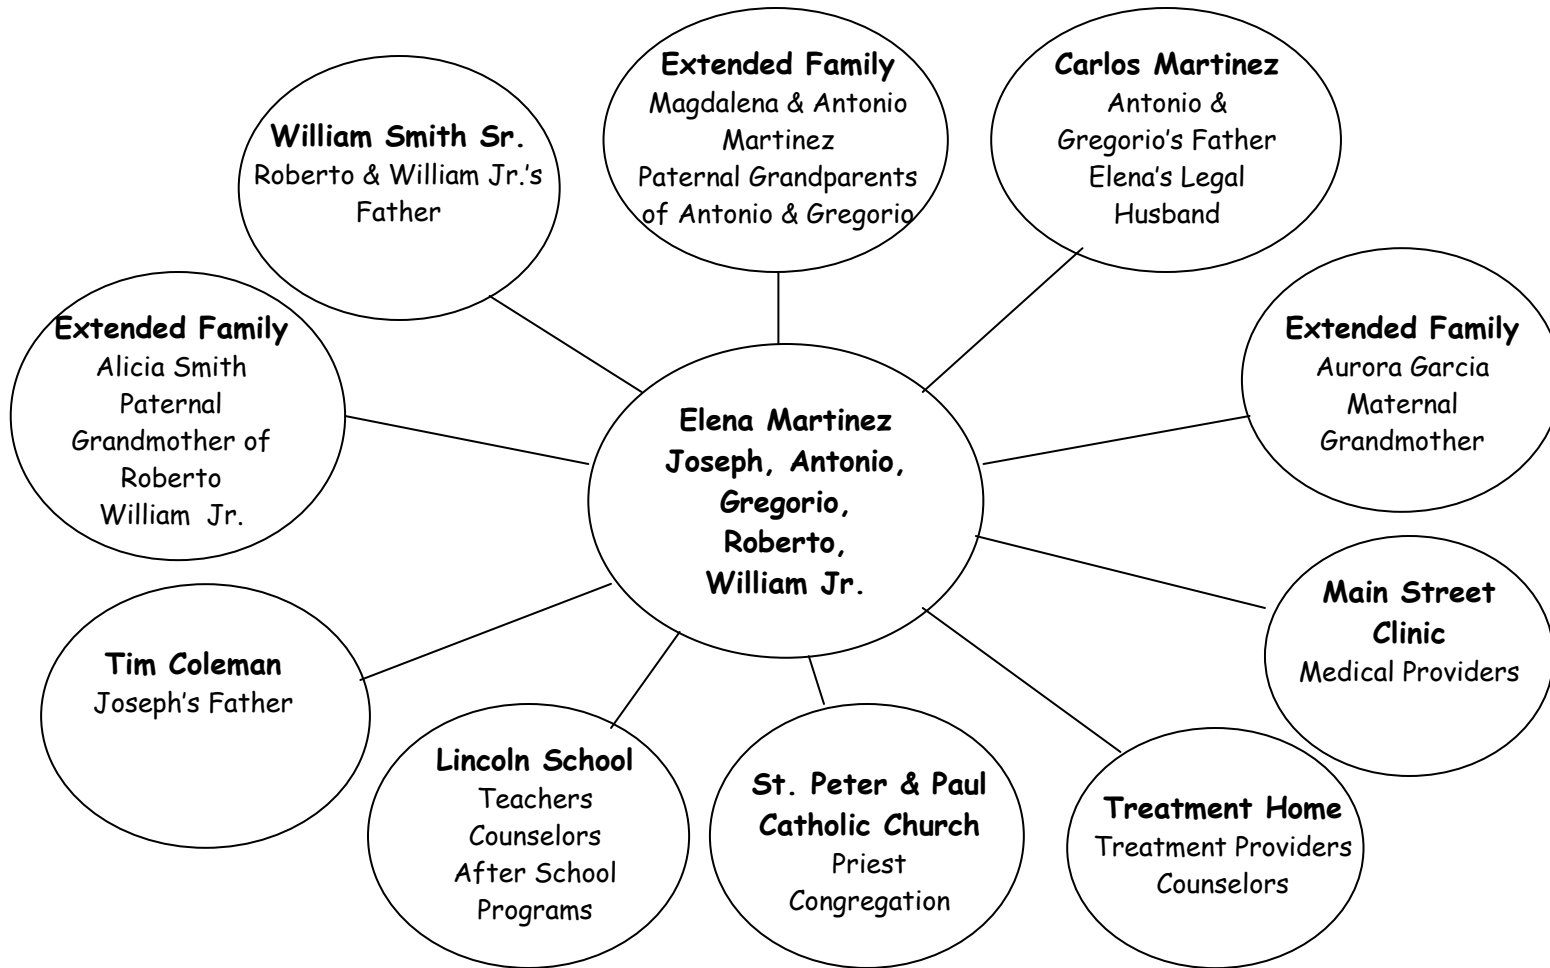 Extended Family
Magdalena & Antonio
Martinez
Paternal Grandparents
of Antonio & Gregorio
Carlos Martinez
Antonio &
Gregorio's Father
Elena's Legal
Husband
William Smith Sr.
Roberto & William Jr.'s
Father
Extended Family
Alicia Smith
Paternal
Grandmother of
Roberto
William Jr.
Extended Family
Aurora Garcia
Maternal
Grandmother
Elena Martinez
Joseph, Antonio,
Gregorio,
Roberto,
William Jr.
Main Street
Clinic
Medical Providers
Tim Coleman
Joseph's Father
Lincoln School
Teachers
Counselors
After School
Programs
St. Peter & Paul
Catholic Church
Priest
Congregation
Treatment Home
Treatment Providers
Counselors